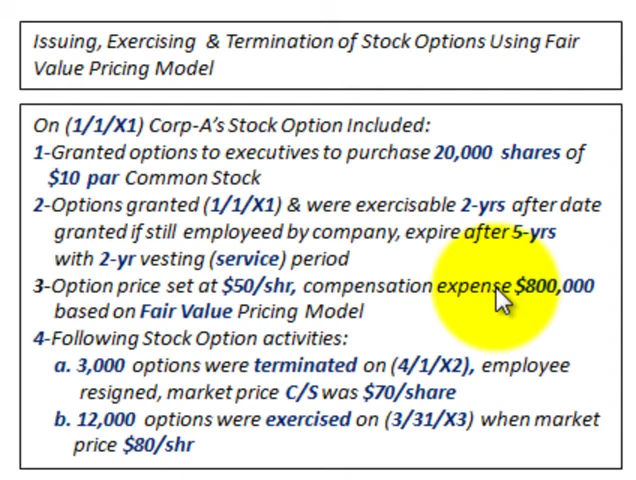 Issuing, Exercising & Termination of Stock Options Using Fair
Value Pricing Model
On (1/1/X1) Corp-A's Stock Option Included:
1-Granted options to executives to purchase 20,000 shares of
$10 par Common Stock
2-Options granted (1/1/X1) & were exercisable 2-yrs after date
granted if still employeed by company, expire after 5-yrs
with 2-yr vesting (service) period
3-Option price set at $50/shr, compensation expense $800,000
based on Fair Value Pricing Model
4-Following Stock Option activities:
a. 3,000 options were terminated on (4/1/X2), employee
resigned, market price C/S was $70/share
b. 12,000 options were exercised on (3/31/X3) when market
price $80/shr